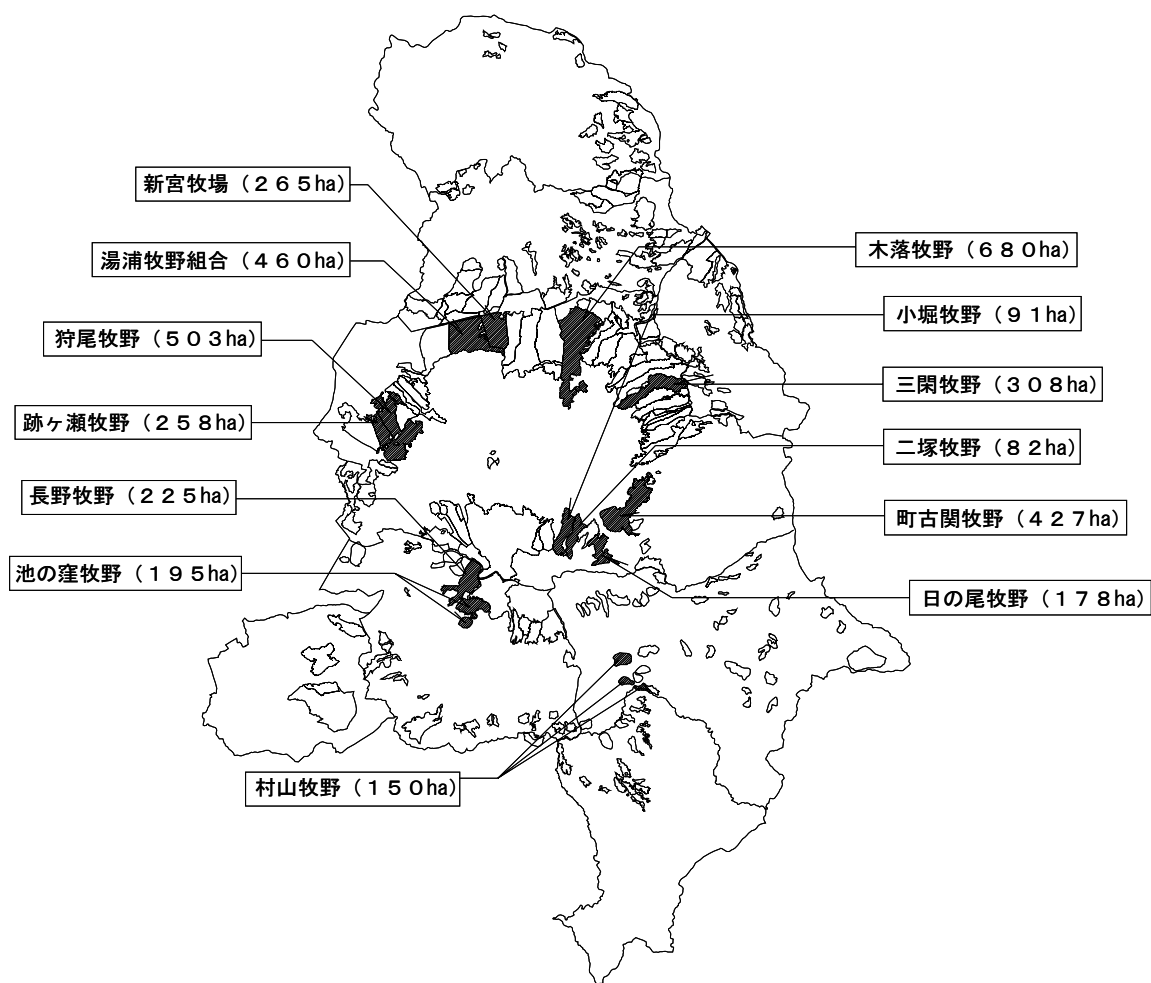 新宮牧場（２６５ha）
湯浦牧野組合（４６０ha）
狩尾牧野（５０３ha）
跡ヶ瀬牧野（２５８ha）
長野牧野（２２５ha）
池の窪牧野（１９５ha）
村山牧野（１５０ha）
木落牧野（６８０ha）
小堀牧野（９１ha）
三閑牧野（３０８ha）
二塚牧野（８２ha）
町古閑牧野（４２７ha）
日の尾牧野（１７８ha）